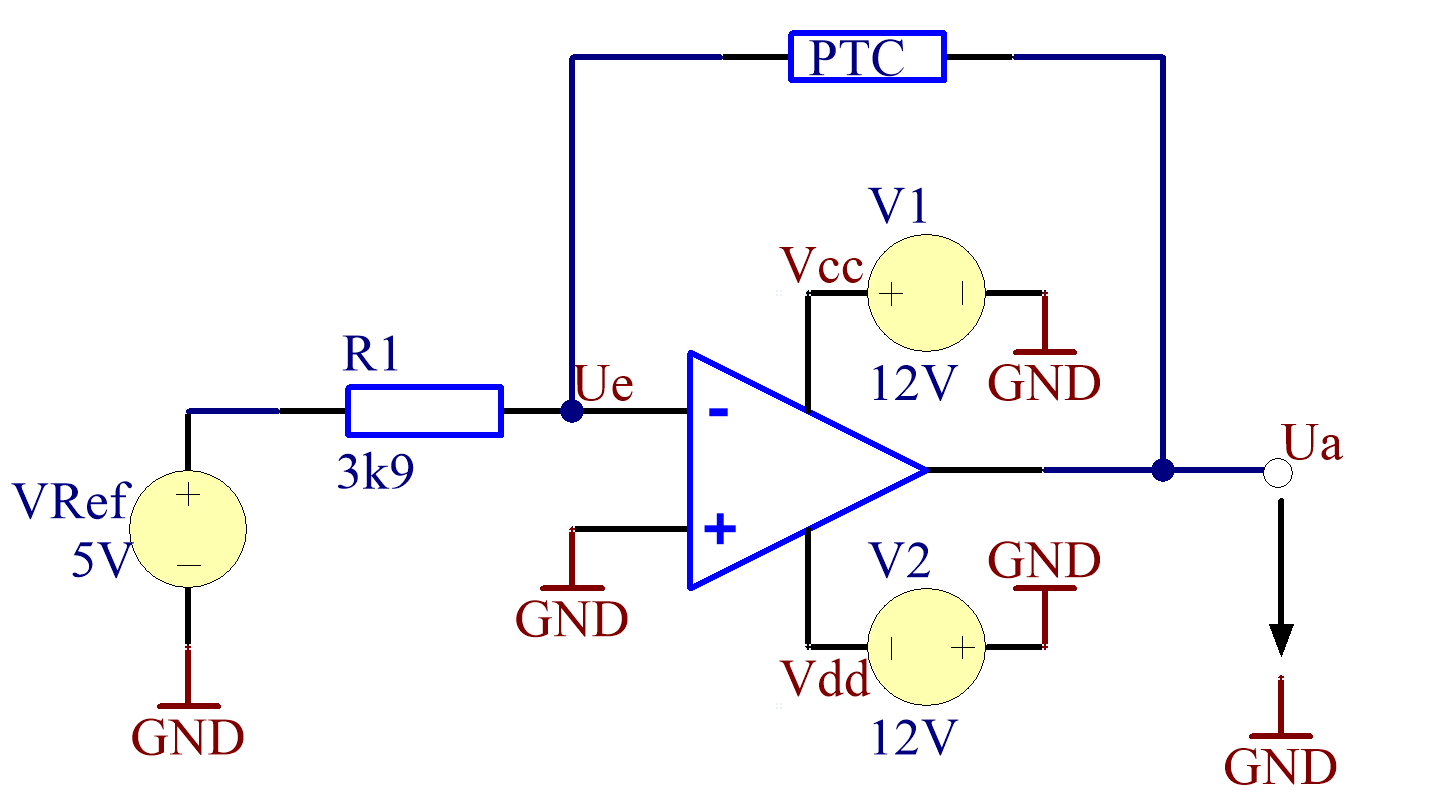 PTC
V1
Vcc
+ -
12V
GND
R1
Ue
-
3k9
Ua
VRef
+
5V
-
+
GND
V2
GND
- +
Vdd
12V
GND
GND